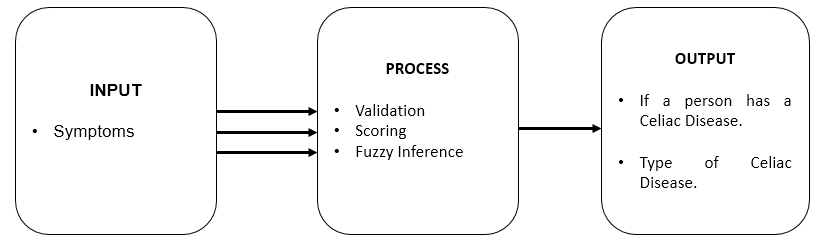 INPUT
• Symptoms
PROCESS
• Validation
• Scoring
• Fuzzy Inference
OUTPUT
• If a person has a
Celiac Disease.
• Type of Celiac
Disease.